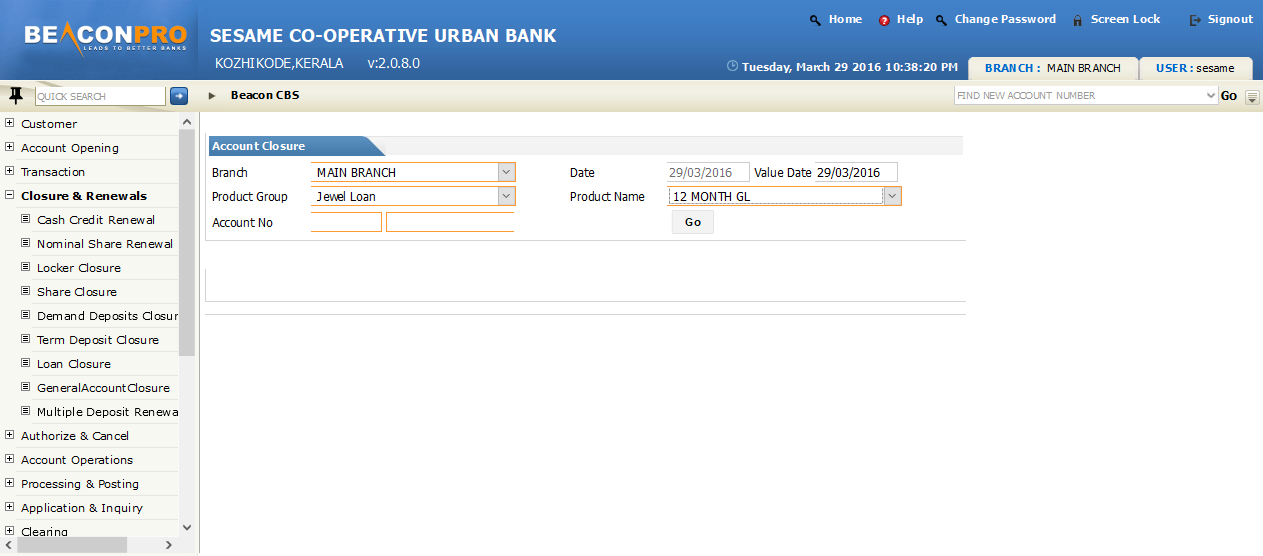 Home Help Change Password Screen Lock Signout
BEACONPRO
LEADS TO BETTER BANKS
SESAME CO-OPERATIVE URBAN BANK
KOZHIKODE,KERALA v:2.0.8.0
Tuesday, March 29 2016 10:38:20 PM BRANCH : MAIN BRANCH USER : sesame
QUICK SEARCH Beacon CBS FIND NEW ACCOUNT NUMBER Go
Customer
Account Opening
Transaction
Closure & Renewals
Cash Credit Renewal
Nominal Share Renewal
Locker Closure
Share Closure
Demand Deposits Closur
Term Deposit Closure
Loan Closure
GeneralAccountClosure
Multiple Deposit Renewa
Authorize & Cancel
Account Operations
Processing & Posting
Application & Inquiry
Clearing
Account Closure
Branch MAIN BRANCH Date 29/03/2016 Value Date 29/03/2016
Product Group Jewel Loan Product Name 12 MONTH GL
Account No Go